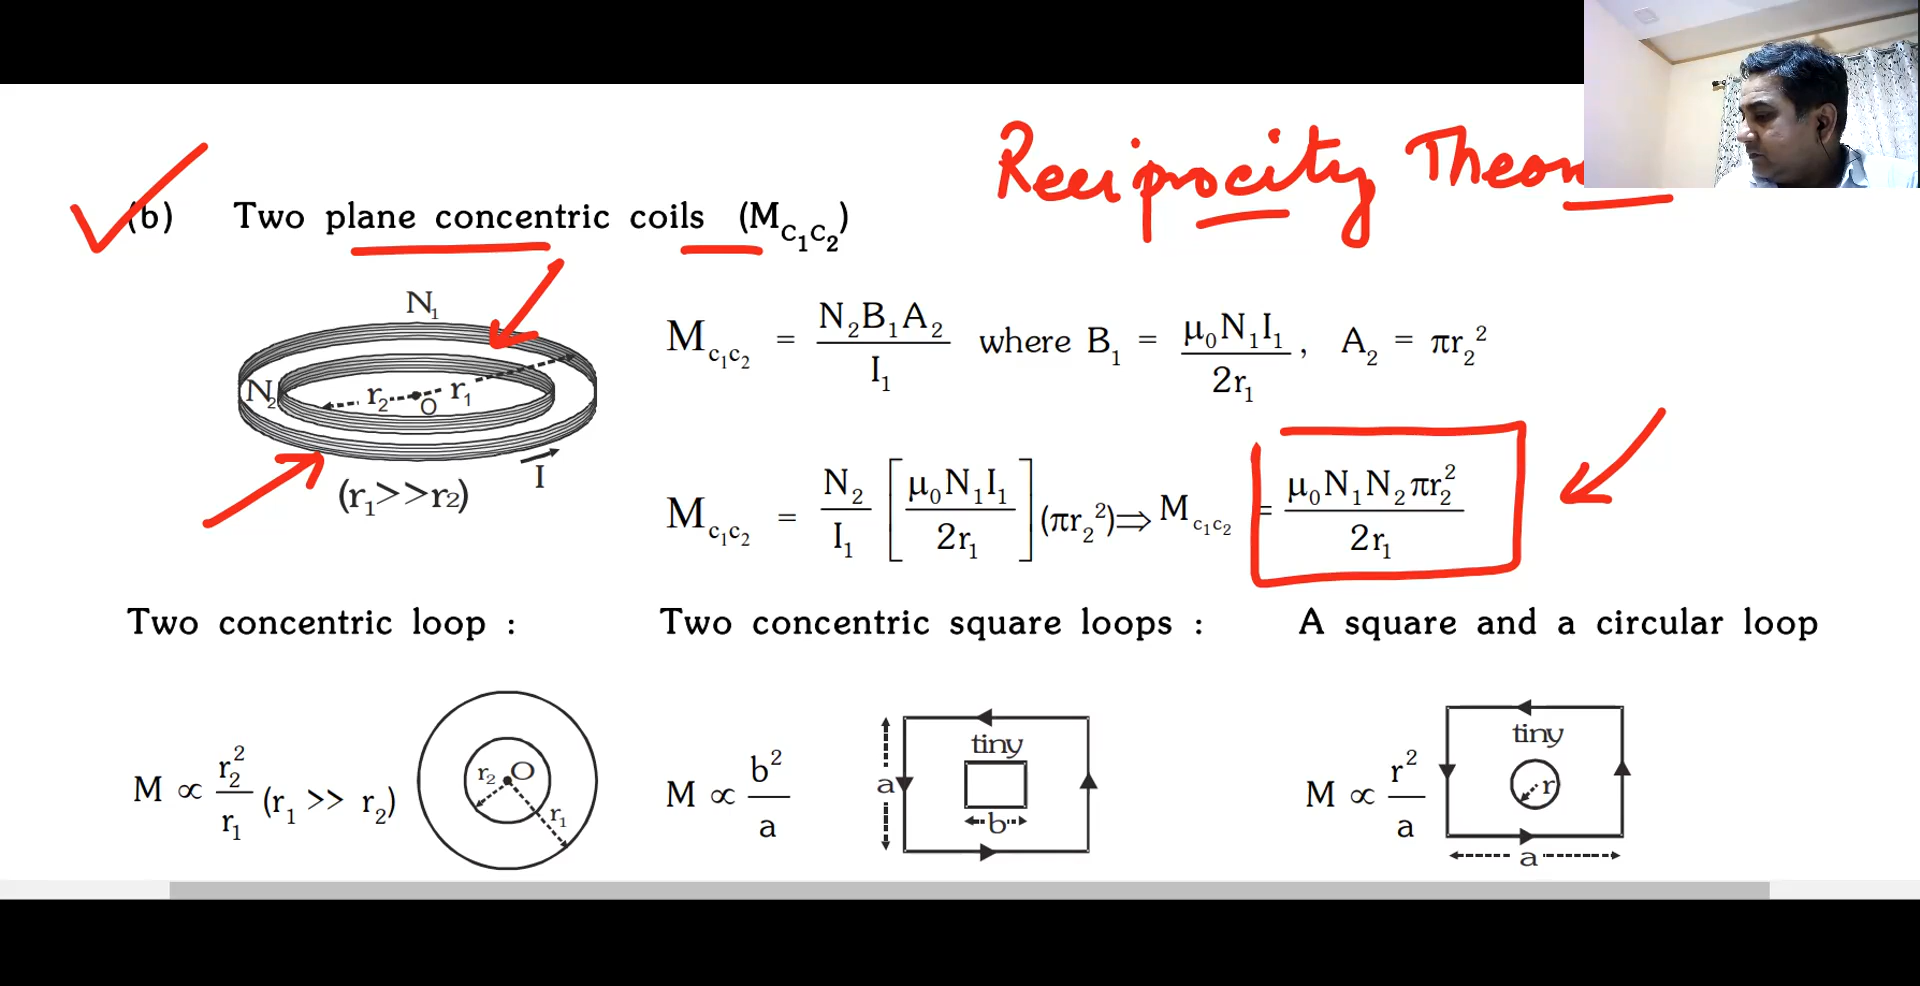 Reciprocity
(b) Two plane concentric coils (M_{C₁C₂})
N₁
N₂ r₂ O r₁
I
(r₁>>r₂)
M_{c₁c₂} = N₂B₁A₂ / I₁ where B₁ = μ₀N₁I₁ / 2r₁ , A₂ = πr₂²
M_{c₁c₂} = N₂ / I₁ [ μ₀N₁I₁ / 2r₁ ] (πr₂²) ⇒ M_{c₁c₂} = μ₀N₁N₂πr₂² / 2r₁
Two concentric loop :
M ∝ r₂² / r₁ (r₁ >> r₂)
r₂ O
r₁
Two concentric square loops :
M ∝ b² / a
tiny
a
b
A square and a circular loop
M ∝ r² / a
tiny
r
a